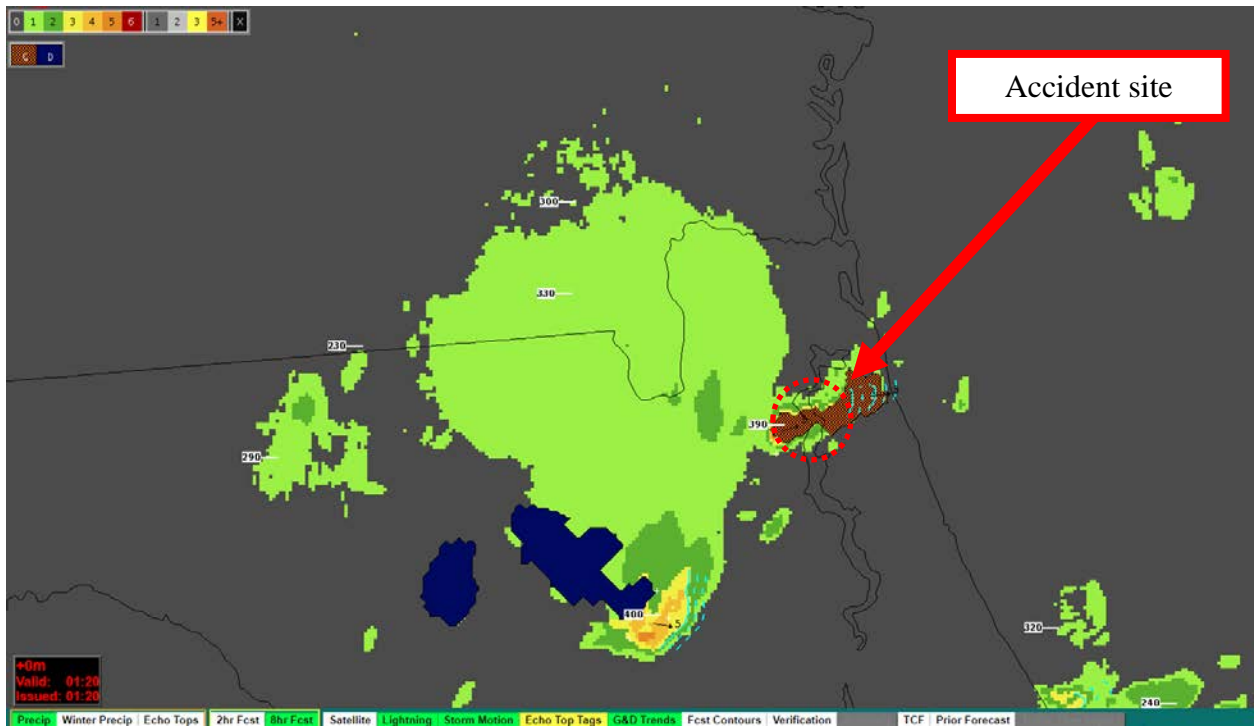 0 1 2 3 4 5 6 1 2 3 5+ X
G D
Accident site
300
330
230
390
290
400
5
320
240
+0m
Valid: 01:20
Issued: 01:20
Precip Winter Precip Echo Tops 2hr Fcst 8hr Fcst Satellite Lightning Storm Motion Echo Top Tags G&D Trends Fcst Contours Verification TCF Prior Forecast